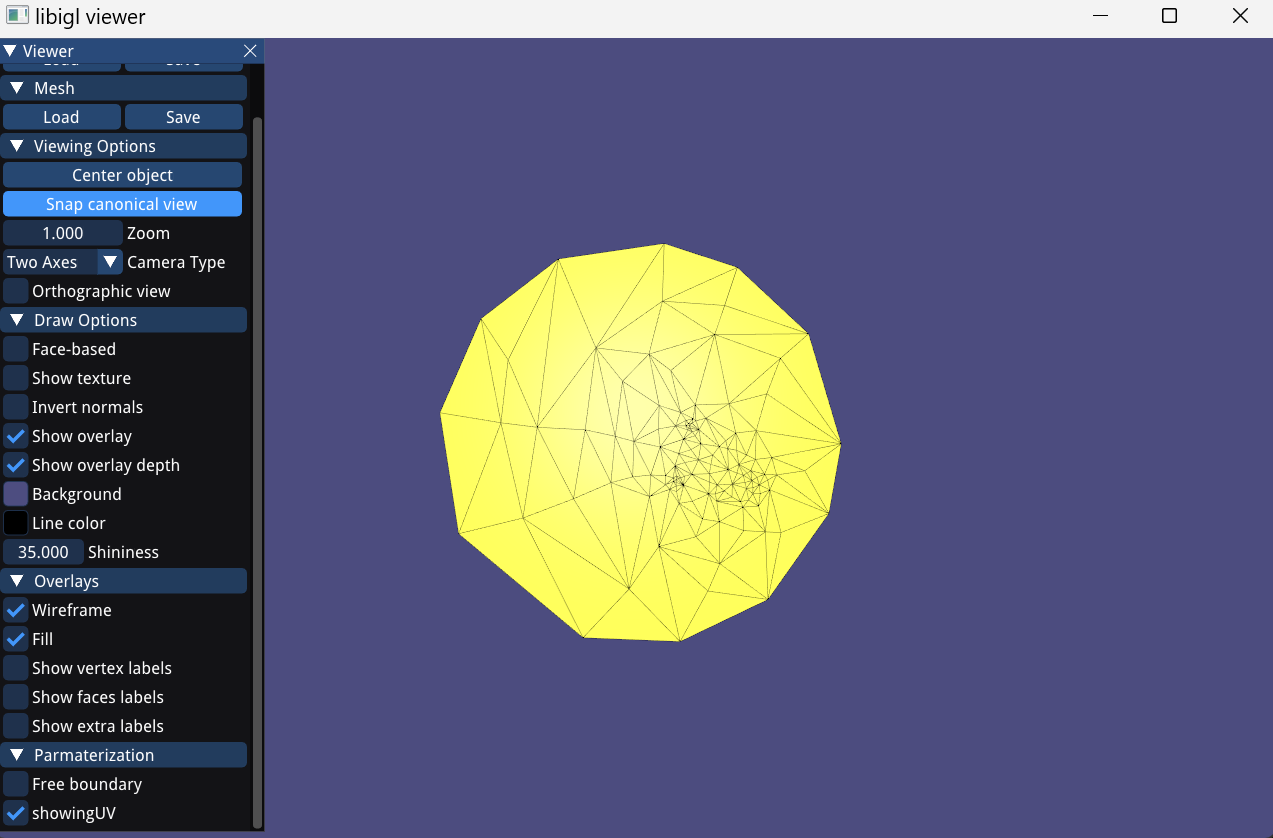 libigl viewer
Viewer
Mesh
Load Save
Viewing Options
Center object
Snap canonical view
1.000 Zoom
Two Axes Camera Type
Orthographic view
Draw Options
Face-based
Show texture
Invert normals
Show overlay
Show overlay depth
Background
Line color
35.000 Shininess
Overlays
Wireframe
Fill
Show vertex labels
Show faces labels
Show extra labels
Parmaterization
Free boundary
showingUV